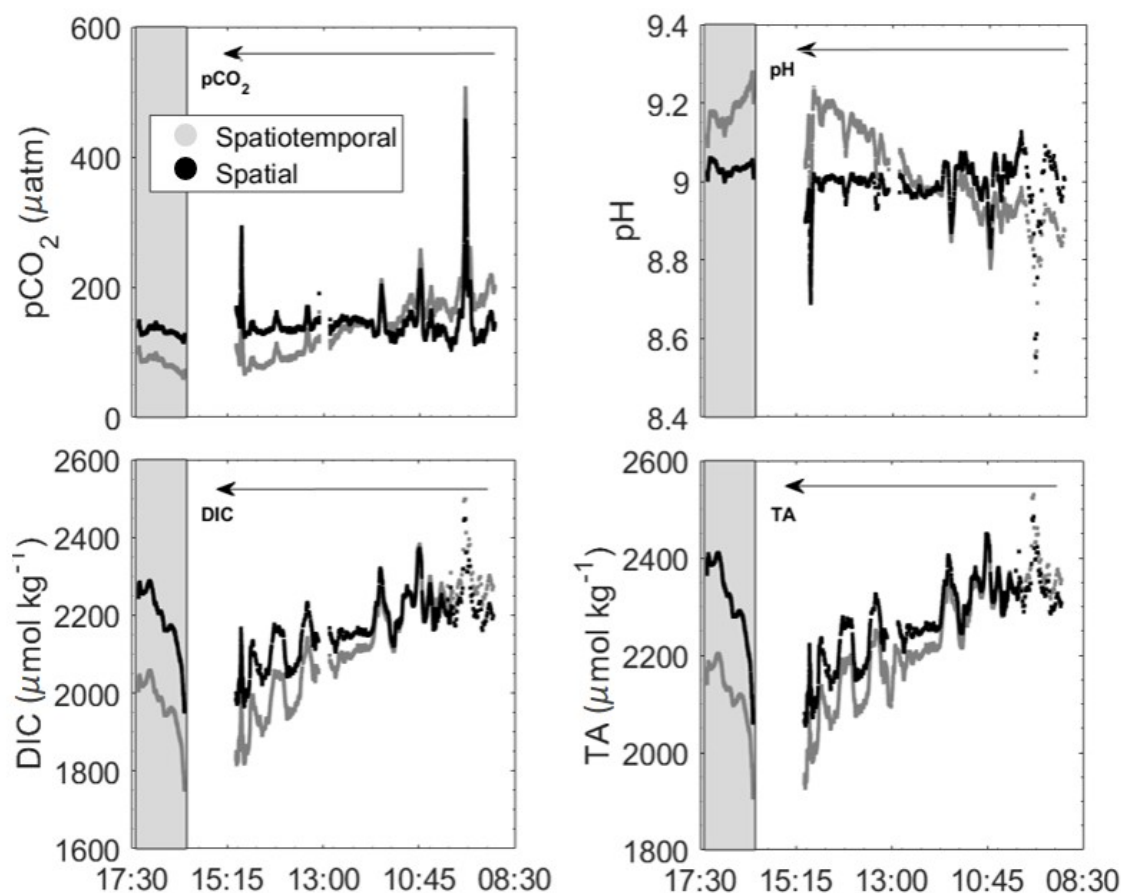 600
400
200
0
pCO2 (μatm)
pCO2
Spatiotemporal
Spatial
9.4
9.2
9
8.8
8.6
8.4
pH
pH
2600
2400
2200
2000
1800
1600
DIC (μmol kg-1)
DIC
17:30 15:15 13:00 10:45 08:30
2600
2400
2200
2000
1800
TA (μmol kg-1)
TA
17:30 15:15 13:00 10:45 08:30